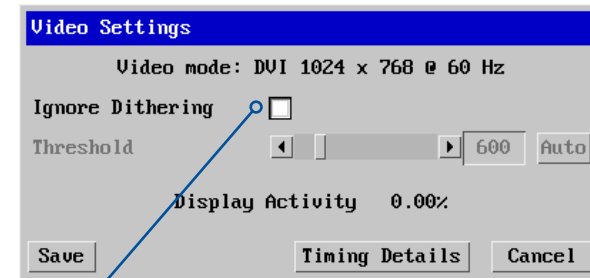 Video Settings
Video mode: DVI 1024 x 768 @ 60 Hz
Ignore Dithering
Threshold 600 Auto
Display Activity 0.00%
Save Timing Details Cancel